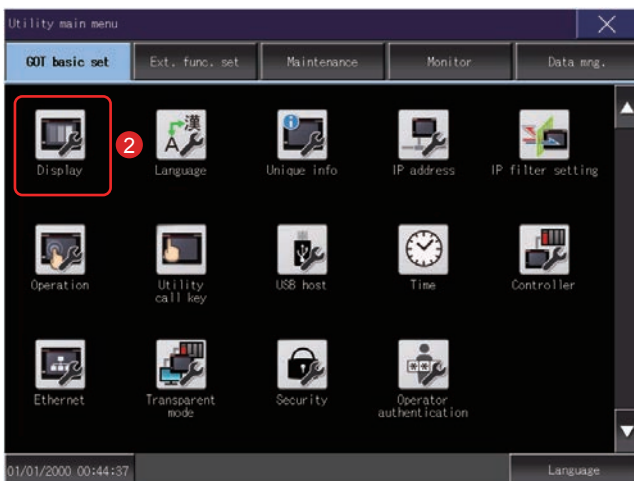 Utility main menu
GOT basic set
Ext. func. set
Maintenance
Monitor
Data mng.
2
漢
A
Display
Language
Unique info
IP address
IP filter setting
Operation
Utility
call key
USB host
Time
Controller
Ethernet
Transparent
mode
Security
Operator
authentication
01/01/2000 00:44:37
Language